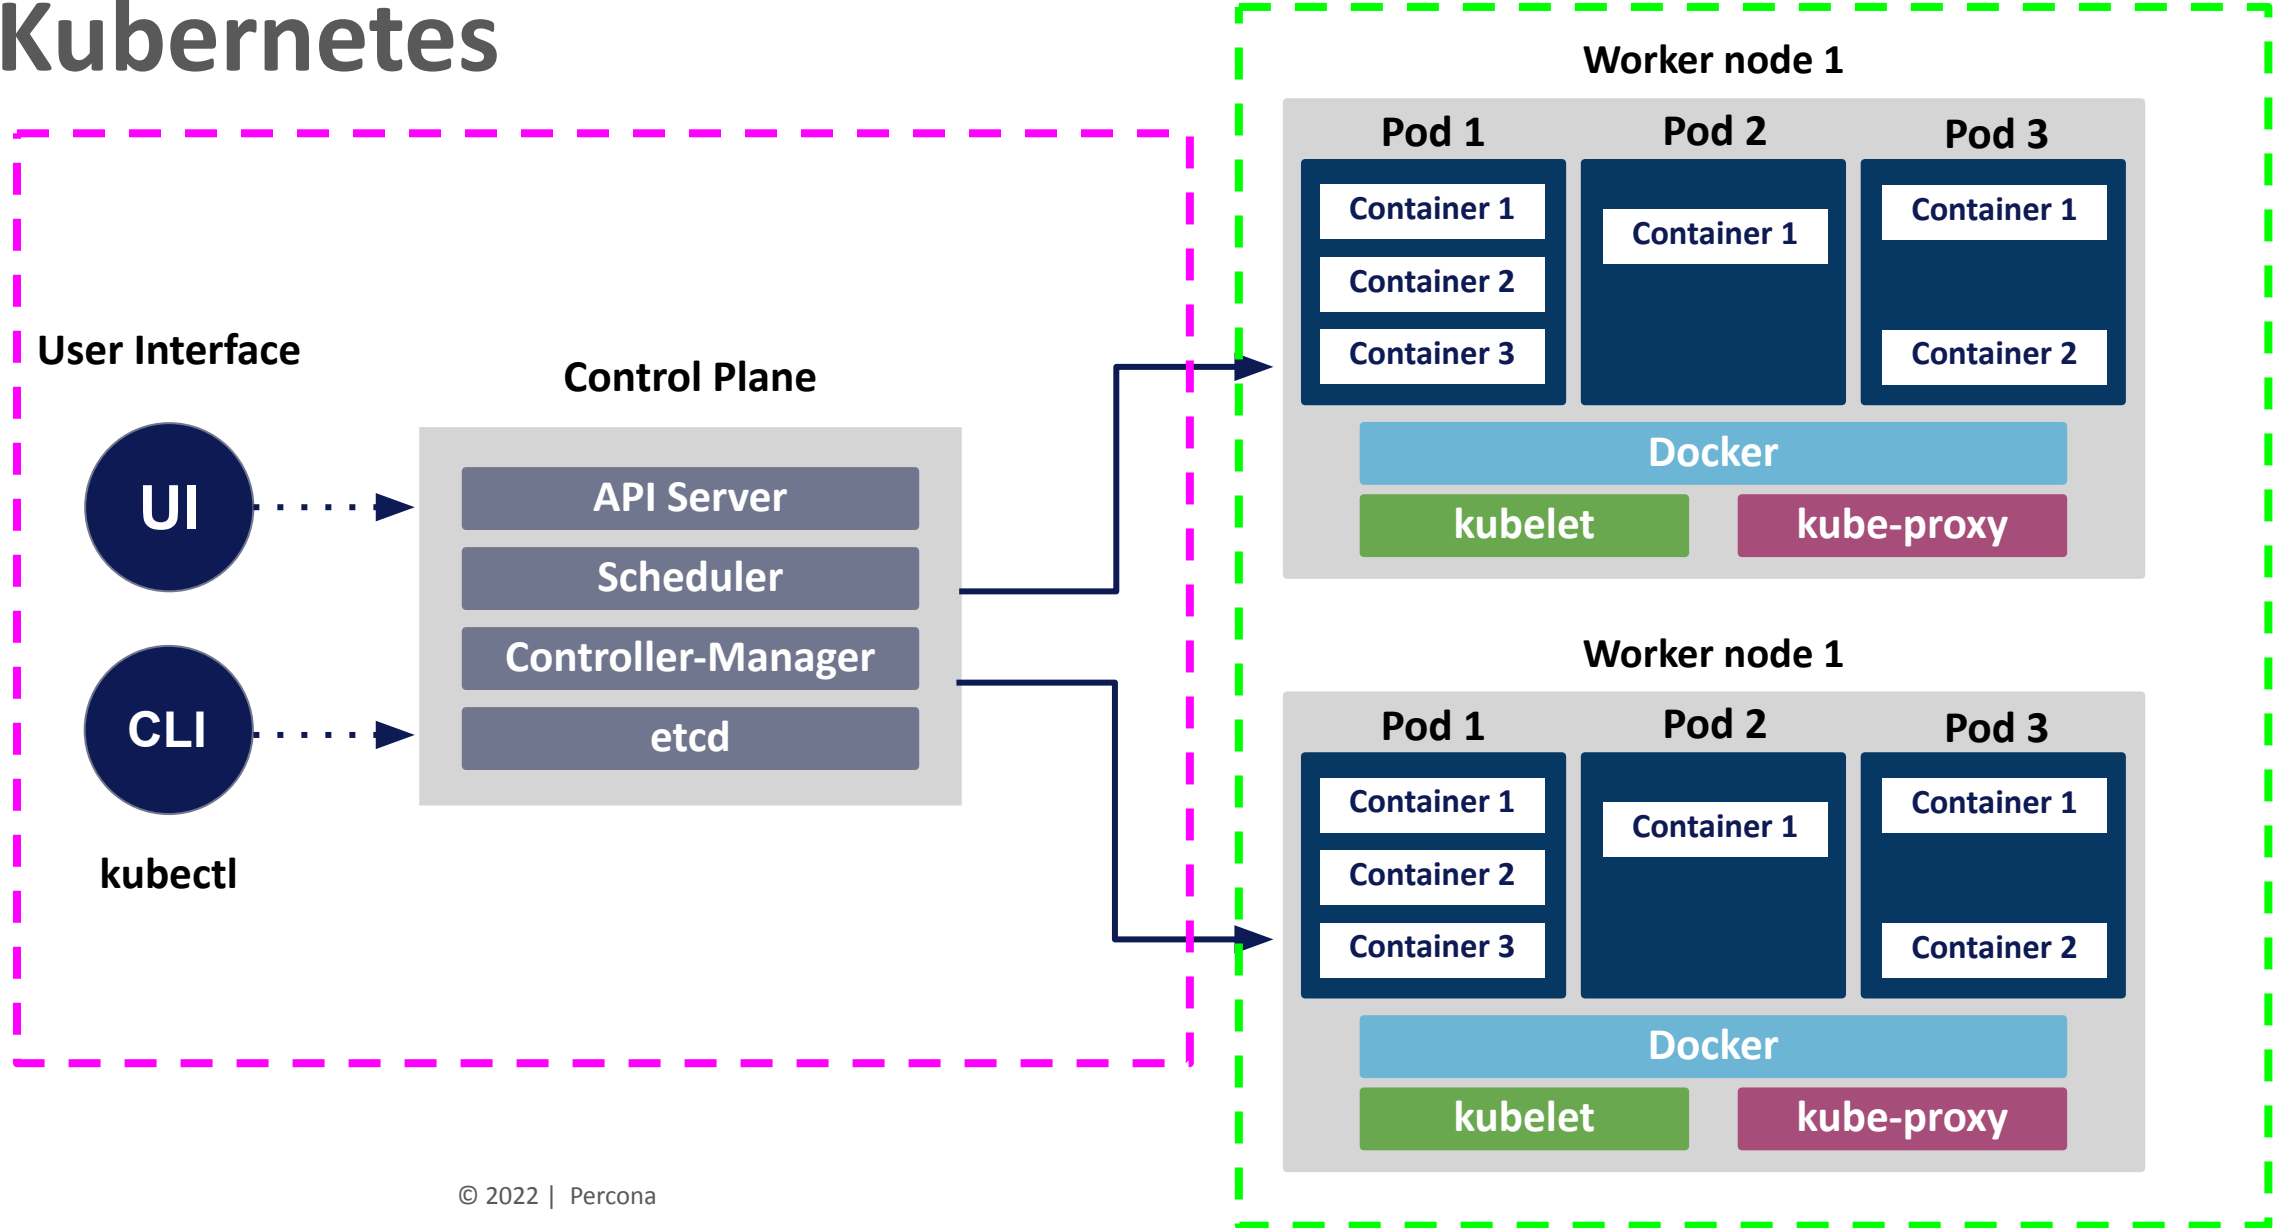 Kubernetes
User Interface
UI
CLI
kubectl
Control Plane
API Server
Scheduler
Controller-Manager
etcd
Worker node 1
Pod 1
Pod 2
Pod 3
Container 1
Container 2
Container 3
Container 1
Container 1
Container 2
Docker
kubelet
kube-proxy
Worker node 1
Pod 1
Pod 2
Pod 3
Container 1
Container 2
Container 3
Container 1
Container 1
Container 2
Docker
kubelet
kube-proxy
© 2022 | Percona